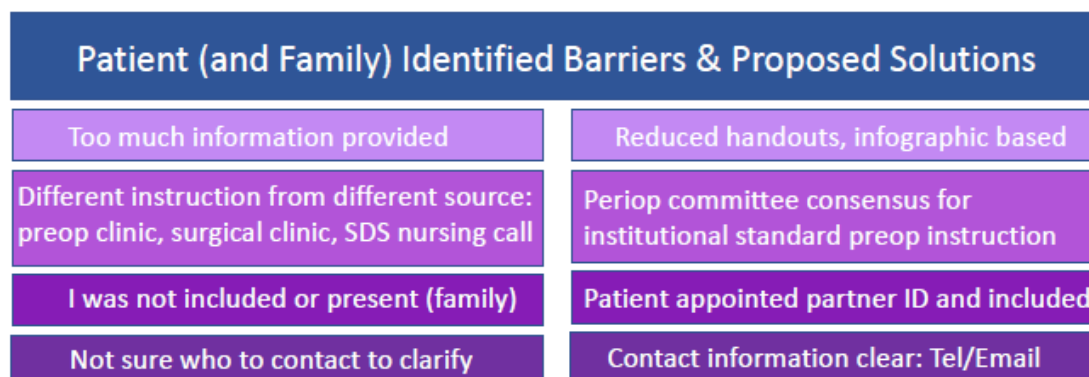 Patient (and Family) Identified Barriers & Proposed Solutions
Too much information provided
Reduced handouts, infographic based
Different instruction from different source:
preop clinic, surgical clinic, SDS nursing call
Periop committee consensus for
institutional standard preop instruction
I was not included or present (family)
Patient appointed partner ID and included
Not sure who to contact to clarify
Contact information clear: Tel/Email